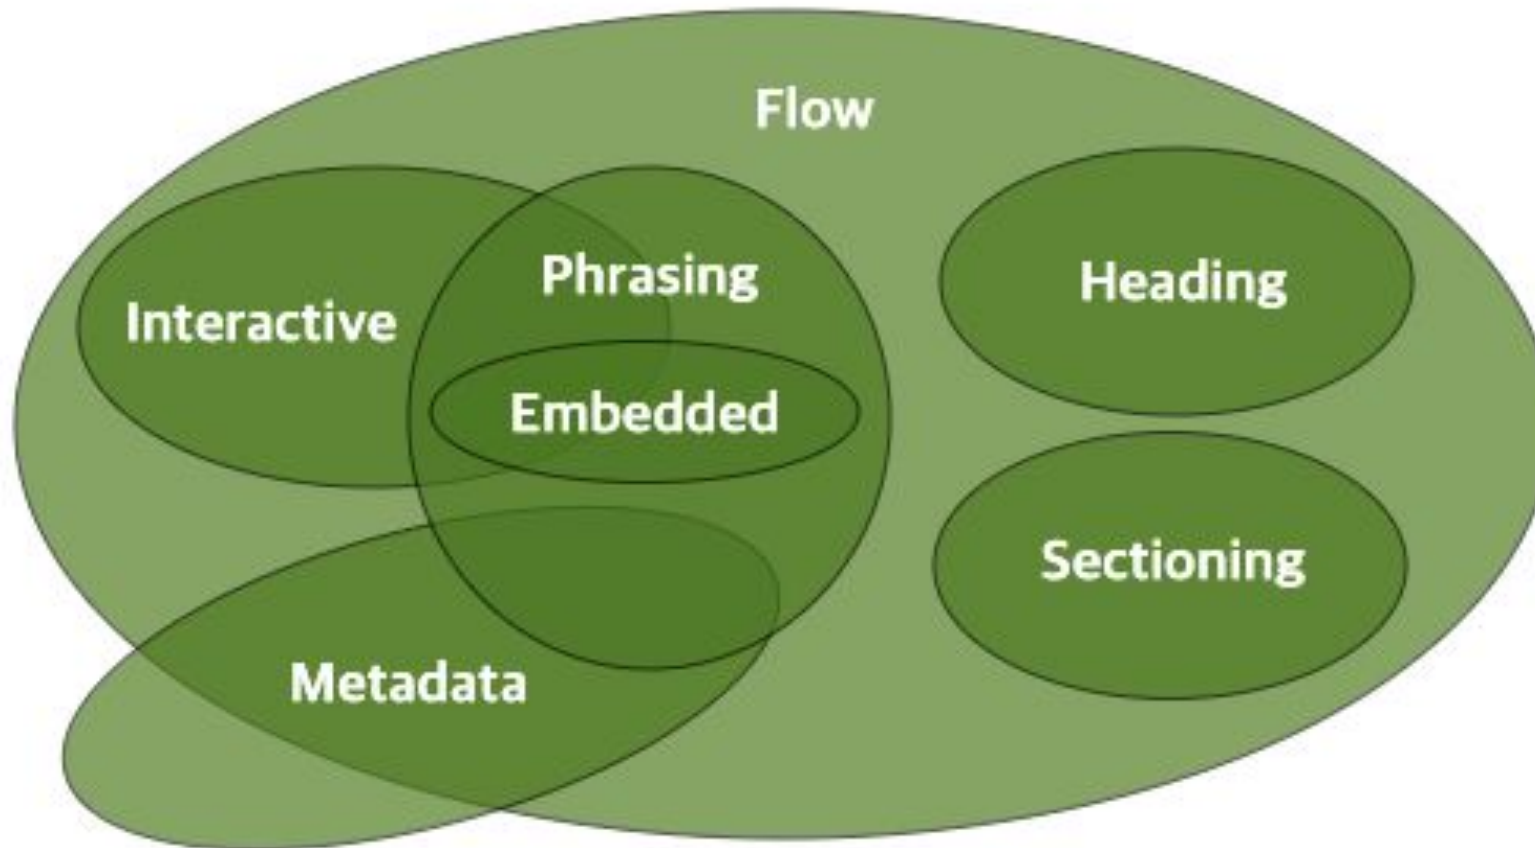 Flow
Phrasing
Heading
Interactive
Embedded
Sectioning
Metadata